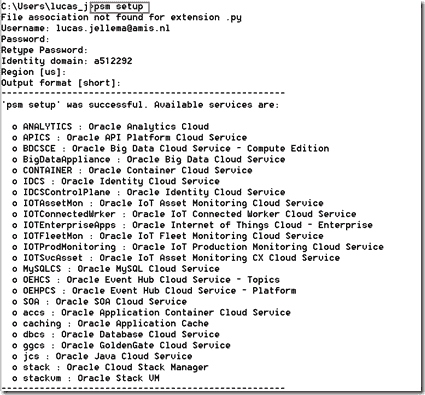 C:\Users\lucas_j>psm setup
File association not found for extension .py
Username: lucas.jellema@amis.nl
Password:
Retype Password:
Identity domain: a512292
Region [us]:
Output format [short]:
----------------------------------------------------
'psm setup' was successful. Available services are:
o ANALYTICS : Oracle Analytics Cloud
o APICS : Oracle API Platform Cloud Service
o BDCSCE : Oracle Big Data Cloud Service - Compute Edition
o BigDataAppliance : Oracle Big Data Cloud Service
o CONTAINER : Oracle Container Cloud Service
o IDCS : Oracle Identity Cloud Service
o IDCSControlPlane : Oracle Identity Cloud Service
o IOTAssetMon : Oracle IoT Asset Monitoring Cloud Service
o IOTConnectedWrker : Oracle IoT Connected Worker Cloud Service
o IOTEnterpriseApps : Oracle Internet of Things Cloud - Enterprise
o IOTFleetMon : Oracle IoT Fleet Monitoring Cloud Service
o IOTProdMonitoring : Oracle IoT Production Monitoring Cloud Service
o IOTSvcAsset : Oracle IoT Asset Monitoring CX Cloud Service
o MySQLCS : Oracle MySQL Cloud Service
o OEHCS : Oracle Event Hub Cloud Service - Topics
o OEHPCS : Oracle Event Hub Cloud Service - Platform
o SOA : Oracle SOA Cloud Service
o accs : Oracle Application Container Cloud Service
o caching : Oracle Application Cache
o dbcs : Oracle Database Cloud Service
o ggcs : Oracle GoldenGate Cloud Service
o jcs : Oracle Java Cloud Service
o stack : Oracle Cloud Stack Manager
o stackvm : Oracle Stack VM
----------------------------------------------------